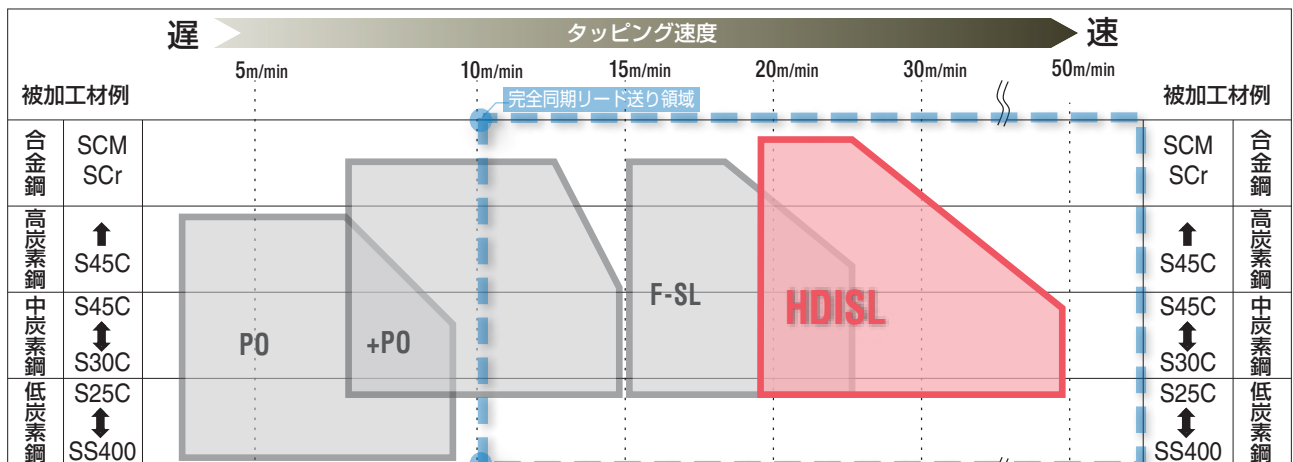 遅 タッピング速度 速
5m/min 10m/min 15m/min 20m/min 30m/min 50m/min
被加工材例 完全同期リード送り領域 被加工材例
合金鋼 SCM SCr SCM SCr 合金鋼
高炭素鋼 ⬆ S45C ⬆ S45C 高炭素鋼
中炭素鋼 S45C ⬍ S30C S45C ⬍ S30C 中炭素鋼
低炭素鋼 S25C ⬍ SS400 S25C ⬍ SS400 低炭素鋼
PO
+PO
F-SL
HDISL